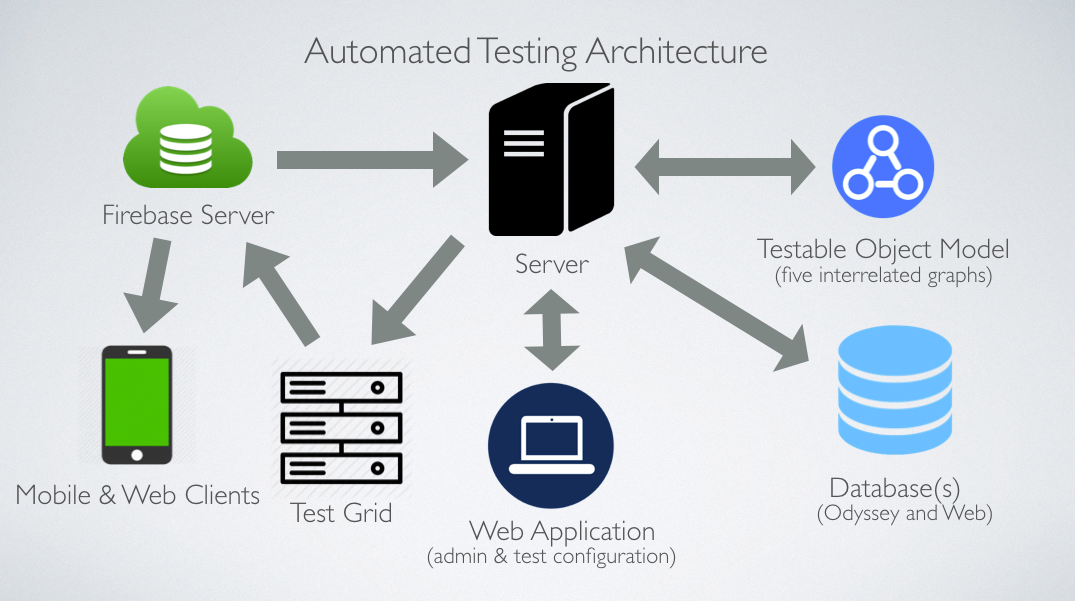 Automated Testing Architecture
Firebase Server
Server
Testable Object Model
(five interrelated graphs)
Mobile & Web Clients
Test Grid
Web Application
(admin & test configuration)
Database(s)
(Odyssey and Web)